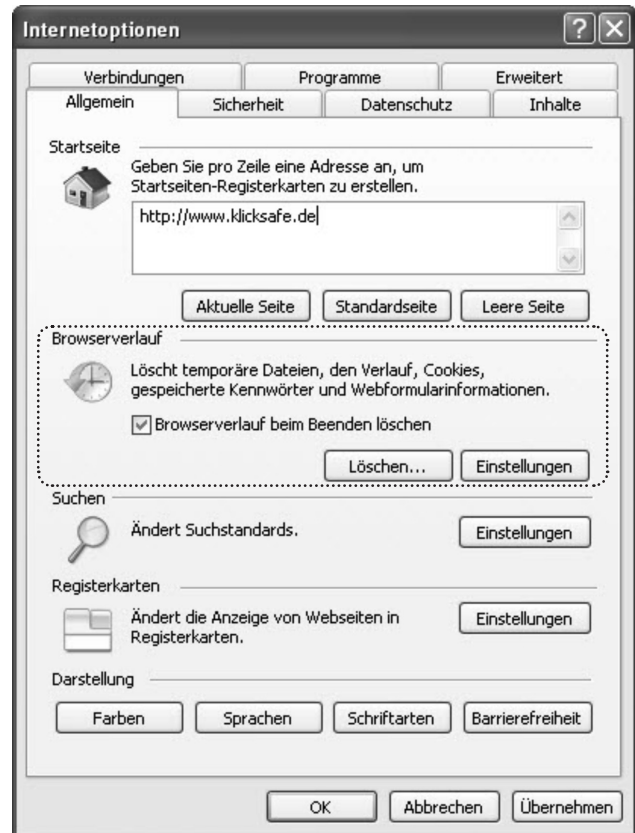 Internetoptionen
Verbindungen Programme Erweitert
Allgemein Sicherheit Datenschutz Inhalte
Startseite
Geben Sie pro Zeile eine Adresse an, um
Startseiten-Registerkarten zu erstellen.
http://www.klicksafe.de
Aktuelle Seite Standardseite Leere Seite
Browserverlauf
Löscht temporäre Dateien, den Verlauf, Cookies,
gespeicherte Kennwörter und Webformularinformationen.
Browserverlauf beim Beenden löschen
Löschen... Einstellungen
Suchen
Ändert Suchstandards. Einstellungen
Registerkarten
Ändert die Anzeige von Webseiten in Einstellungen
Registerkarten.
Darstellung
Farben Sprachen Schriftarten Barrierefreiheit
OK Abbrechen Übernehmen